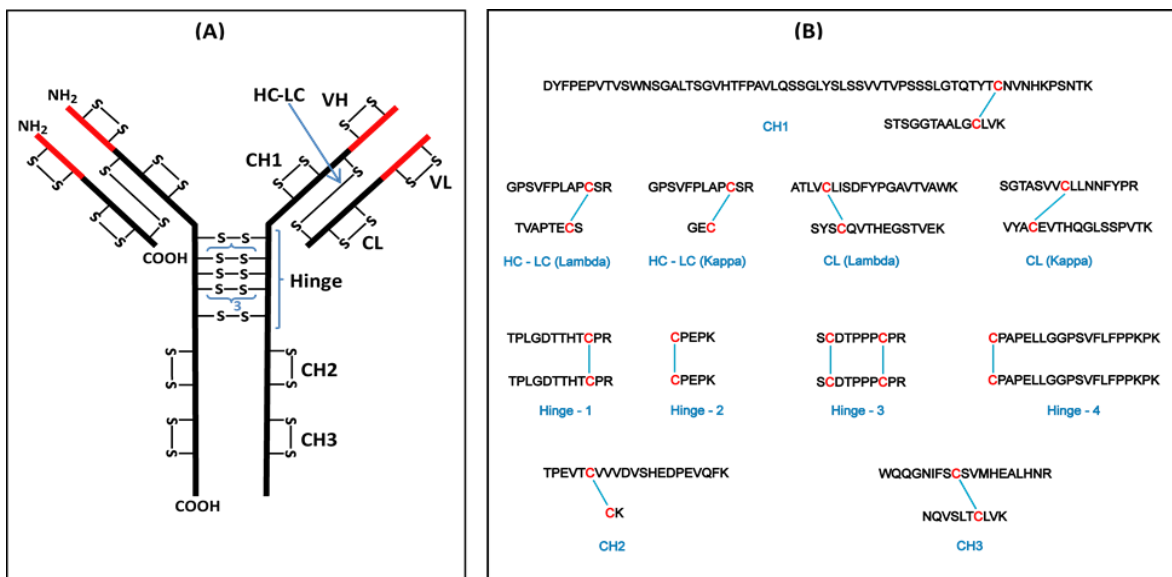 (A)
HC-LC
VH
NH₂
S
S
S
S
NH₂
S
S
S
S
CH1
S
S
S
S
S
S
S
S
VL
S
S
CL
COOH
S S
S S
S S
S S
3
S S
Hinge
S
S
S
S
CH2
S
S
S
S
CH3
COOH
(B)
DYFPEPVTVSWNSGALTSGVHTFPAVLQSSGLYSLSSVVTVPSSSLGTQTYTCNVNHKPSNTK
STSGGTAALGCLVK
CH1
GPSVFPLAPCSR
TVAPTECS
HC - LC (Lambda)
GPSVFPLAPCSR
GEC
HC - LC (Kappa)
ATLVCLISDFYPGAVTVAWK
SYSCQVTHEGSTVEK
CL (Lambda)
SGTASVVCLLNNFYPR
VYACEVTHQGLSSPVTK
CL (Kappa)
TPLGDTTHTCPR
TPLGDTTHTCPR
Hinge - 1
CPEPK
CPEPK
Hinge - 2
SCDTPPPCPR
SCDTPPPCPR
Hinge - 3
CPAPELLGGPSVFLFPPKPK
CPAPELLGGPSVFLFPPKPK
Hinge - 4
TPEVTCVVVDVSHEDPEVQFK
CK
CH2
WQQGNIFSCSVMHEALHNR
NQVSLTCLVK
CH3